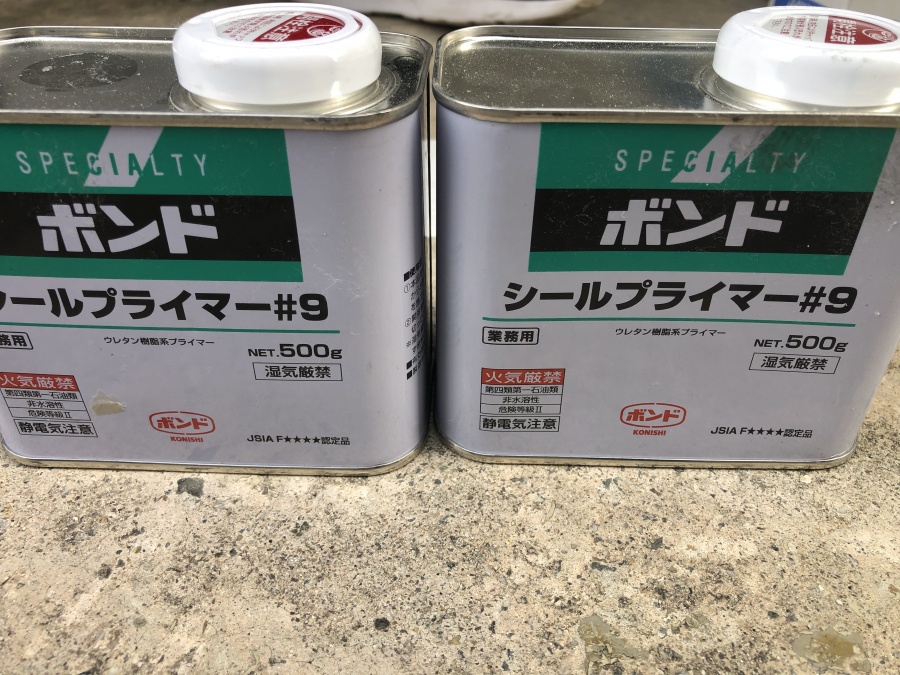 SPECIALTY
ボンド
ールプライマー#9
ウレタン樹脂系プライマー
務用
NET.500g
湿気厳禁
火気厳禁
第四類第一石油類
非水溶性
危険等級Ⅱ
静電気注意
ボンド
KONISHI
JSIA F★★★★認定品
SPECIALTY
ボンド
シールプライマー#9
ウレタン樹脂系プライマー
業務用
NET.500g
湿気厳禁
火気厳禁
第四類第一石油類
非水溶性
危険等級Ⅱ
静電気注意
ボンド
KONISHI
JSIA F★★★★認定品